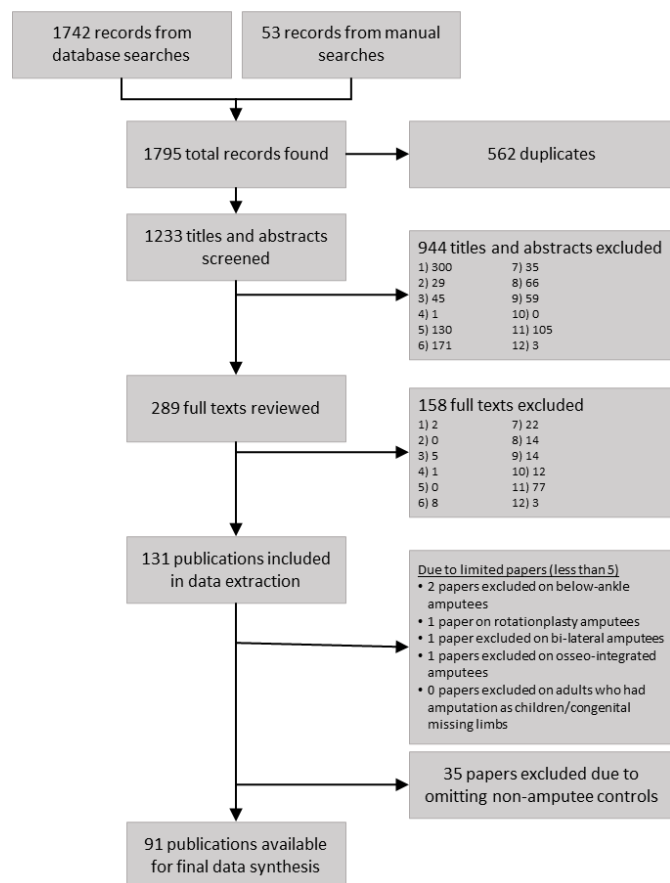 1742 records from
database searches
53 records from manual
searches
1795 total records found
562 duplicates
1233 titles and abstracts
screened
944 titles and abstracts excluded
1) 300
2) 29
3) 45
4) 1
5) 130
6) 171
7) 35
8) 66
9) 59
10) 0
11) 105
12) 3
289 full texts reviewed
158 full texts excluded
1) 2
2) 0
3) 5
4) 1
5) 0
6) 8
7) 22
8) 14
9) 14
10) 12
11) 77
12) 3
131 publications included
in data extraction
Due to limited papers (less than 5)
• 2 papers excluded on below-ankle
amputees
• 1 paper on rotationplasty amputees
• 1 paper excluded on bi-lateral amputees
• 1 papers excluded on osseo-integrated
amputees
• 0 papers excluded on adults who had
amputation as children/congenital
missing limbs
35 papers excluded due to
omitting non-amputee controls
91 publications available
for final data synthesis